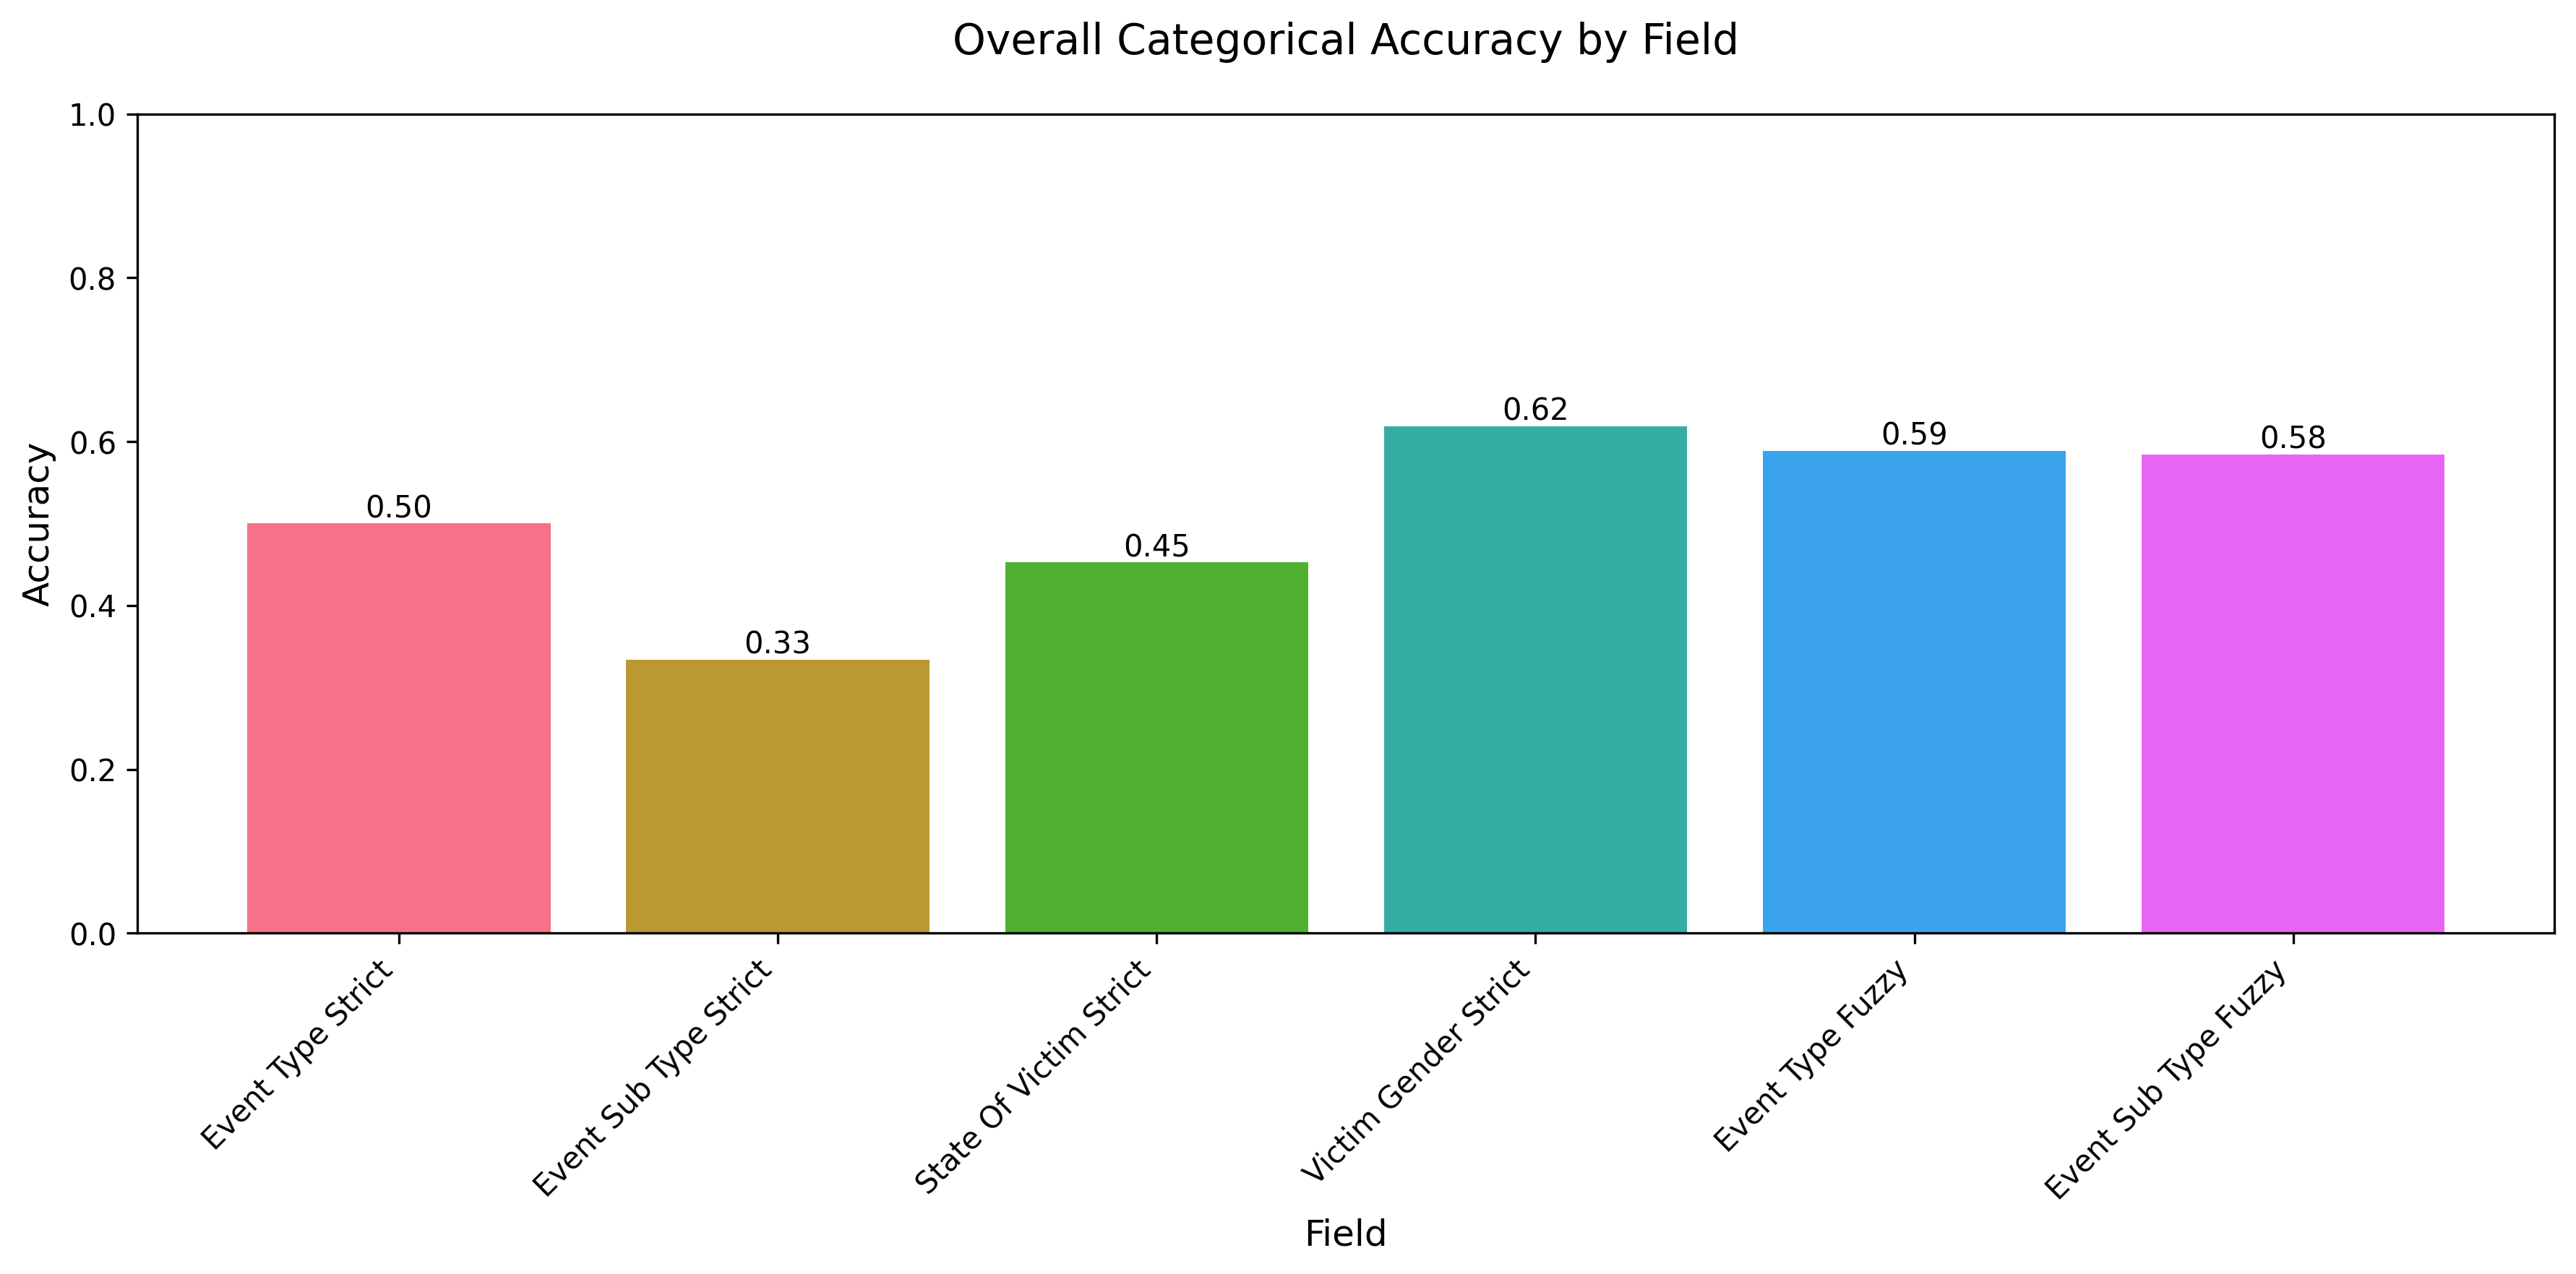 Overall Categorical Accuracy by Field
1.0
0.8
0.6
0.4
0.2
0.0
Accuracy
0.50
0.33
0.45
0.62
0.59
0.58
Event Type Strict
Event Sub Type Strict
State Of Victim Strict
Victim Gender Strict
Event Type Fuzzy
Event Sub Type Fuzzy
Field